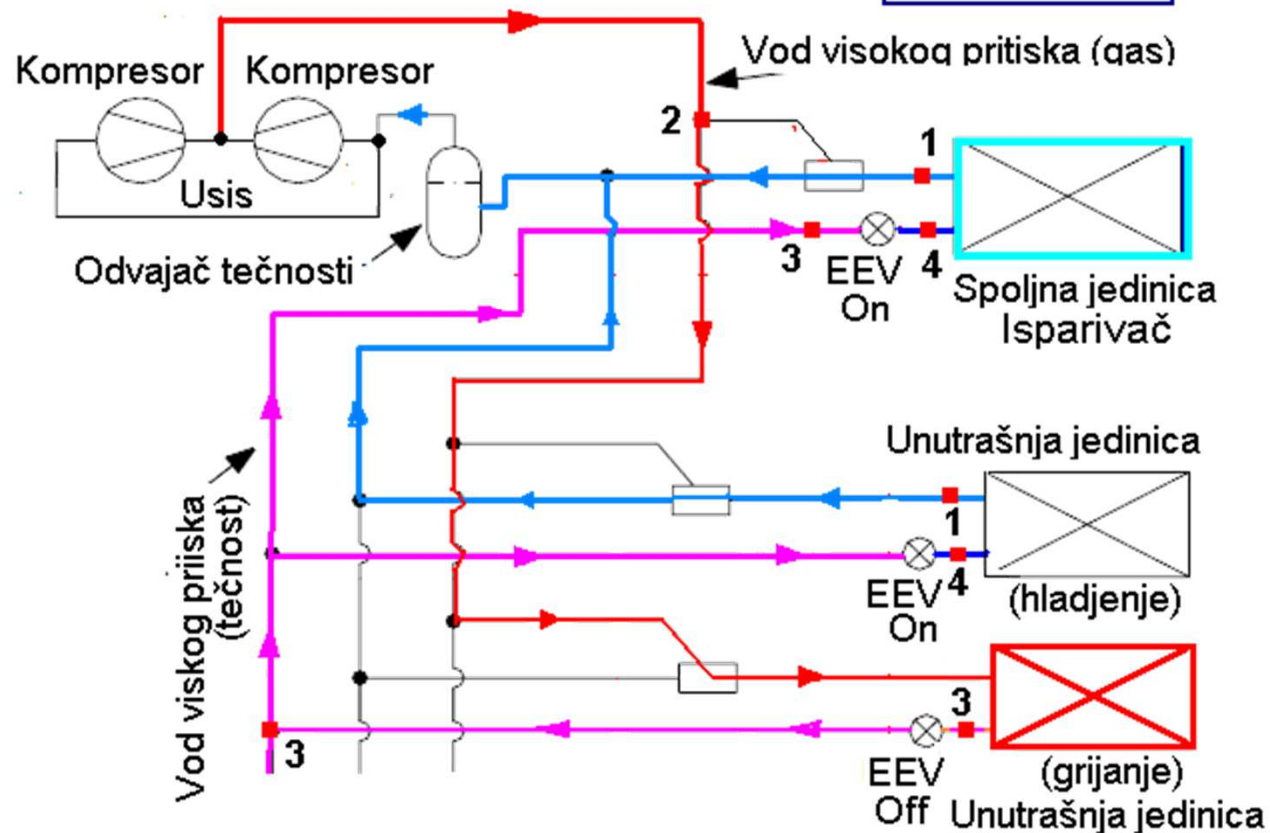 Vod visokog pritiska (gas)
Kompresor Kompresor
2
1
Usis
Odvajač tečnosti
3
EEV
On
4
Spoljna jedinica
Isparivač
Unutrašnja jedinica
1
4
EEV
On
(hladjenje)
Vod viskog priiska
(tečnost)
3
3
EEV
Off
(grijanje)
Unutrašnja jedinica